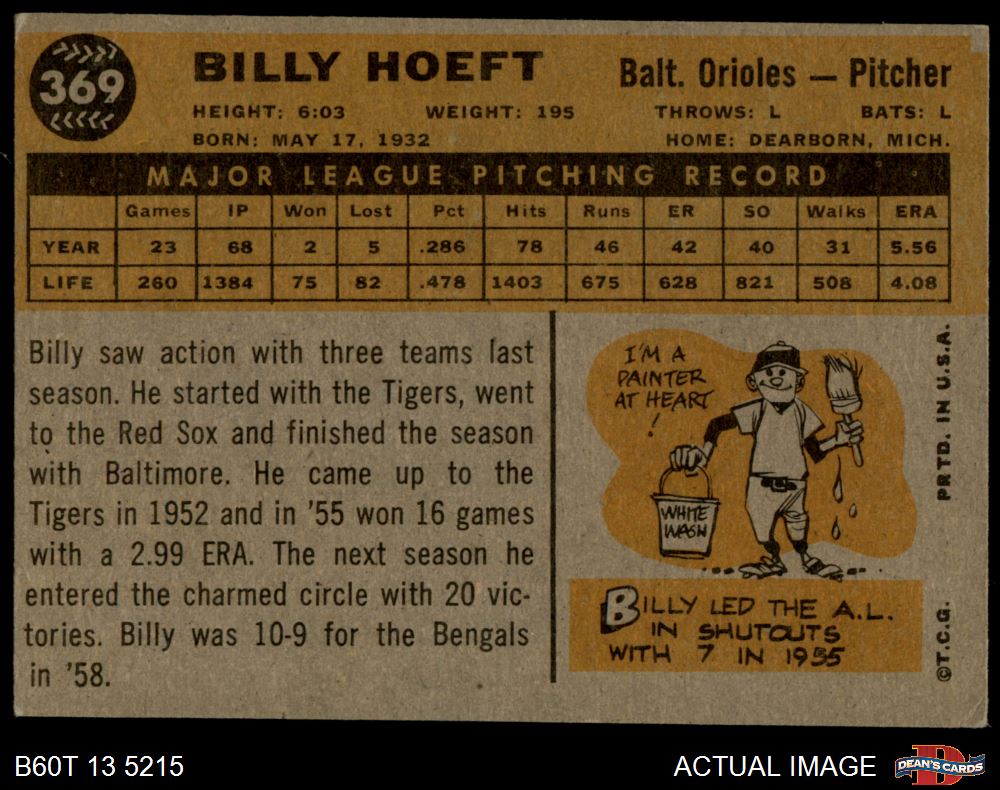 369
BILLY HOEFT
Balt. Orioles — Pitcher
HEIGHT: 6:03 WEIGHT: 195 THROWS: L BATS: L
BORN: MAY 17, 1932 HOME: DEARBORN, MICH.
MAJOR LEAGUE PITCHING RECORD
Games IP Won Lost Pct Hits Runs ER SO Walks ERA
YEAR 23 68 2 5 .286 78 46 42 40 31 5.56
LIFE 260 1384 75 82 .478 1403 675 628 821 508 4.08
Billy saw action with three teams last
season. He started with the Tigers, went
to the Red Sox and finished the season
with Baltimore. He came up to the
Tigers in 1952 and in '55 won 16 games
with a 2.99 ERA. The next season he
entered the charmed circle with 20 vic-
tories. Billy was 10-9 for the Bengals
in '58.
I'M A
PAINTER
AT HEART
!
WHITE
WASH
BILLY LED THE A.L.
IN SHUTOUTS
WITH 7 IN 1955
©T.C.G. PRTD. IN U.S.A.
B60T 13 5215
ACTUAL IMAGE
D
DEAN'S CARDS